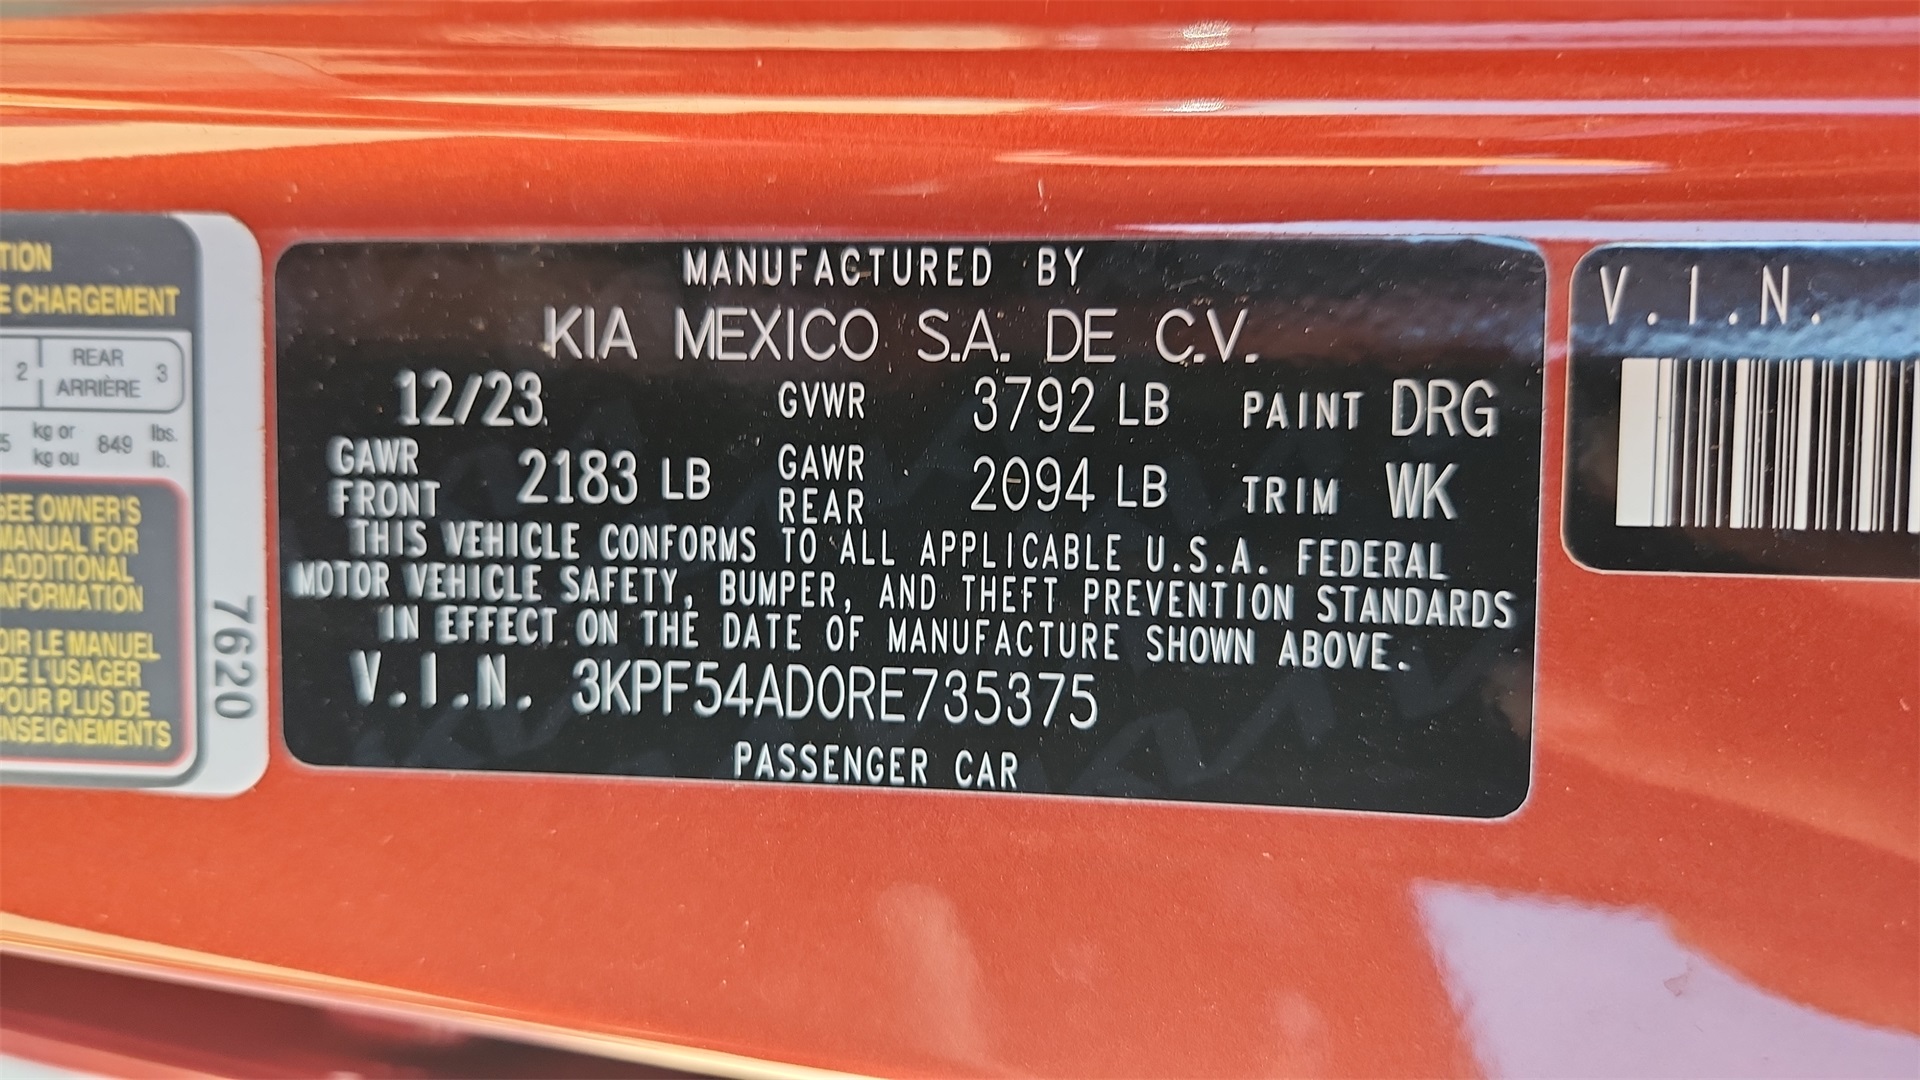 TION
E CHARGEMENT
2 REAR ARRIÈRE 3
5 kg or kg ou 849 lbs. lb.
SEE OWNER'S
MANUAL FOR
ADDITIONAL
INFORMATION
OIR LE MANUEL
DE L'USAGER
POUR PLUS DE
ENSEIGNEMENTS
7620
MANUFACTURED BY
KIA MEXICO S.A. DE C.V.
12/23 GVWR 3792 LB PAINT DRG
GAWR FRONT 2183 LB GAWR REAR 2094 LB TRIM WK
THIS VEHICLE CONFORMS TO ALL APPLICABLE U.S.A. FEDERAL
MOTOR VEHICLE SAFETY, BUMPER, AND THEFT PREVENTION STANDARDS
IN EFFECT ON THE DATE OF MANUFACTURE SHOWN ABOVE.
V.I.N. 3KPF54AD0RE735375
PASSENGER CAR
V.I.N.